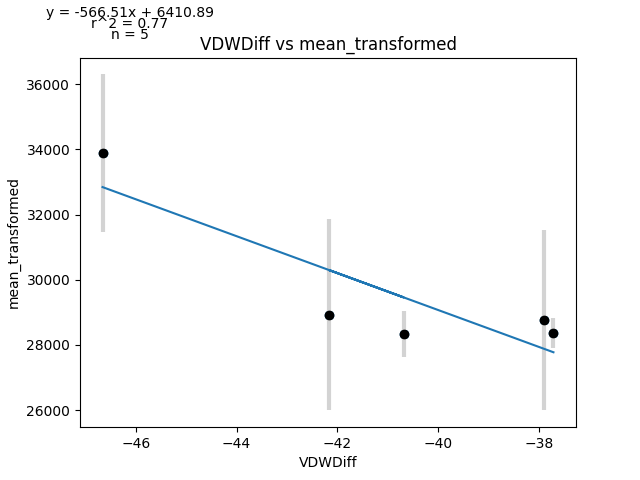 y = -566.51x + 6410.89
r^2 = 0.77
n = 5
VDWDiff vs mean_transformed
36000
34000
32000
30000
28000
26000
mean_transformed
−46
−44
−42
−40
−38
VDWDiff